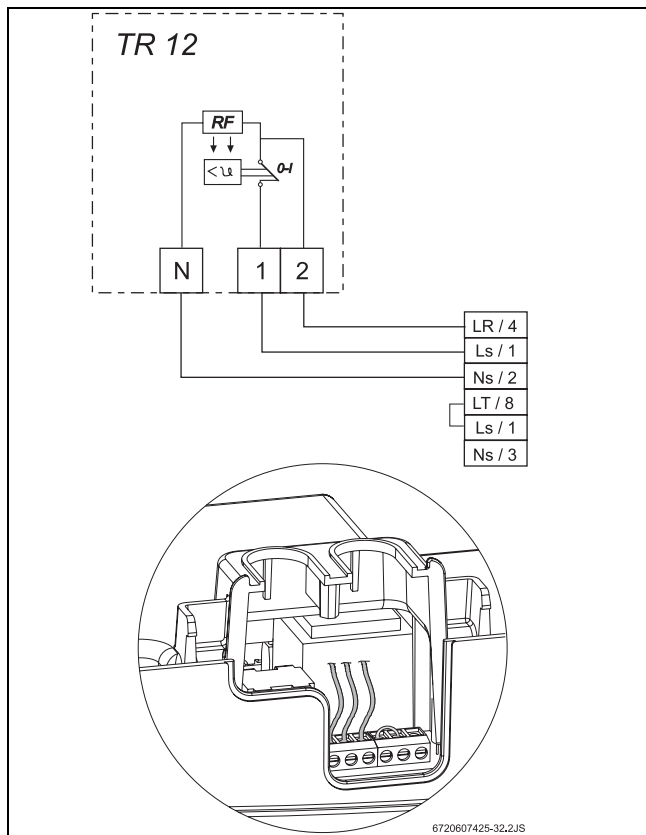 TR 12
RF
<ϑ
0-I
N 1 2
LR / 4
Ls / 1
Ns / 2
LT / 8
Ls / 1
Ns / 3
6720607425-32.2JS